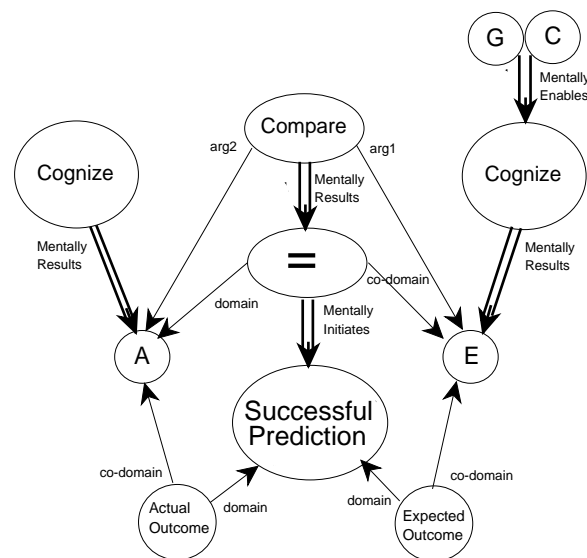 G
C
Mentally
Enables
Compare
arg2
arg1
Cognize
Cognize
Mentally
Results
Mentally
Results
Mentally
Results
=
co-domain
domain
Mentally
Initiates
A
E
Successful
Prediction
co-domain
co-domain
Actual
Outcome
domain
domain
Expected
Outcome